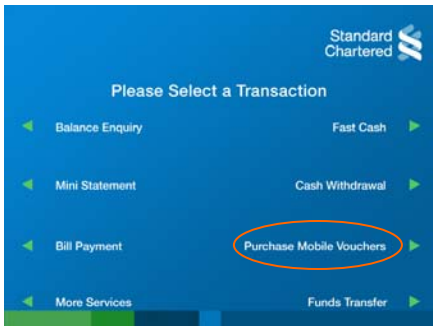 Standard
Chartered
Please Select a Transaction
Balance Enquiry
Fast Cash
Mini Statement
Cash Withdrawal
Bill Payment
Purchase Mobile Vouchers
More Services
Funds Transfer